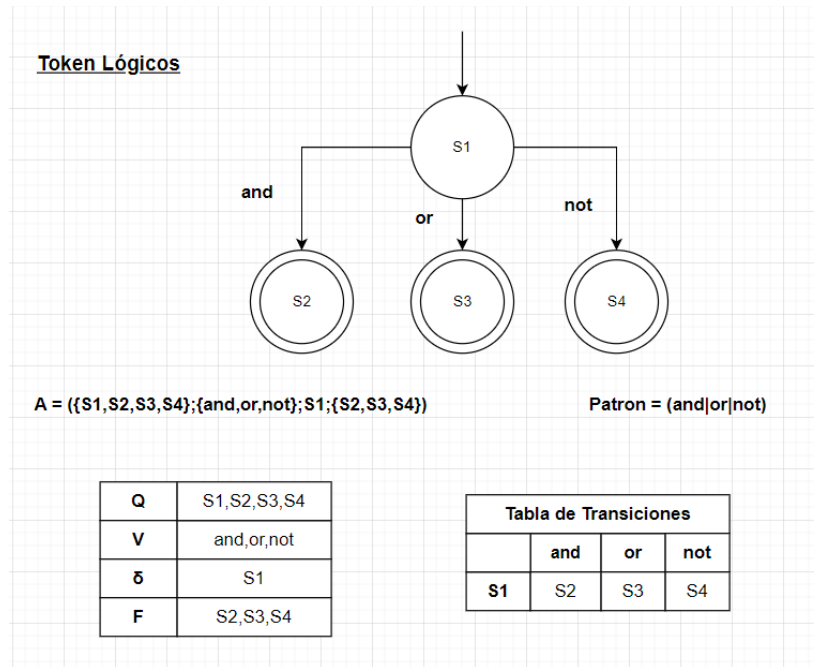 Token Lógicos
S1
and
or
not
S2
S3
S4
A = ({S1,S2,S3,S4};{and,or,not};S1;{S2,S3,S4})
Patron = (and|or|not)
Q S1,S2,S3,S4
V and,or,not
δ S1
F S2,S3,S4
Tabla de Transiciones
and or not
S1 S2 S3 S4